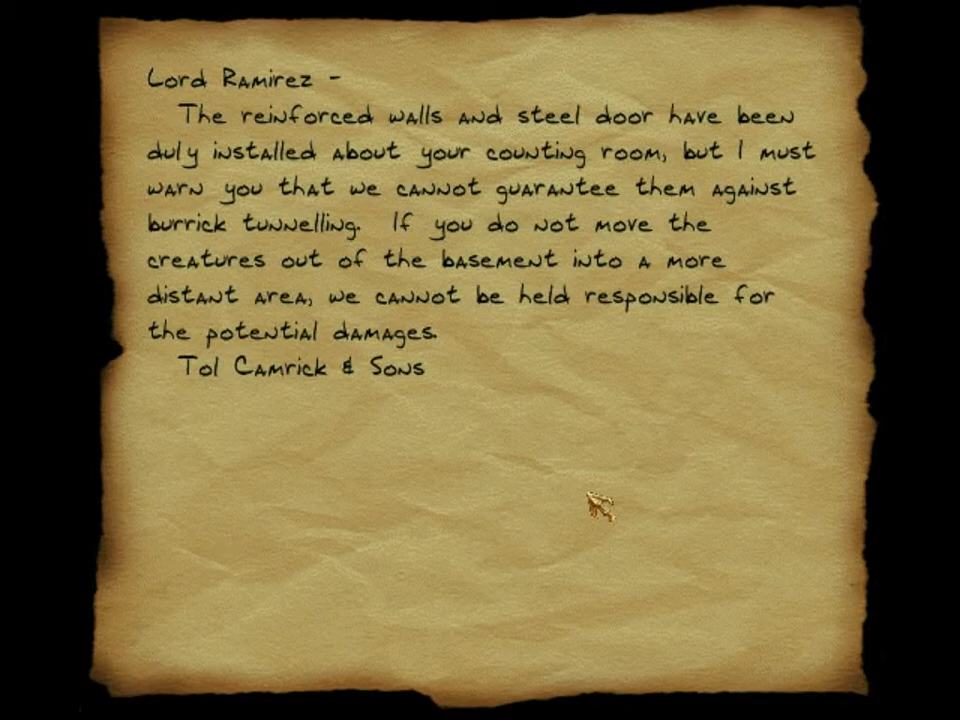 Lord Ramirez -
The reinforced walls and steel door have been
duly installed about your counting room, but I must
warn you that we cannot guarantee them against
burrick tunnelling. If you do not move the
creatures out of the basement into a more
distant area, we cannot be held responsible for
the potential damages.
Tol Camrick & Sons